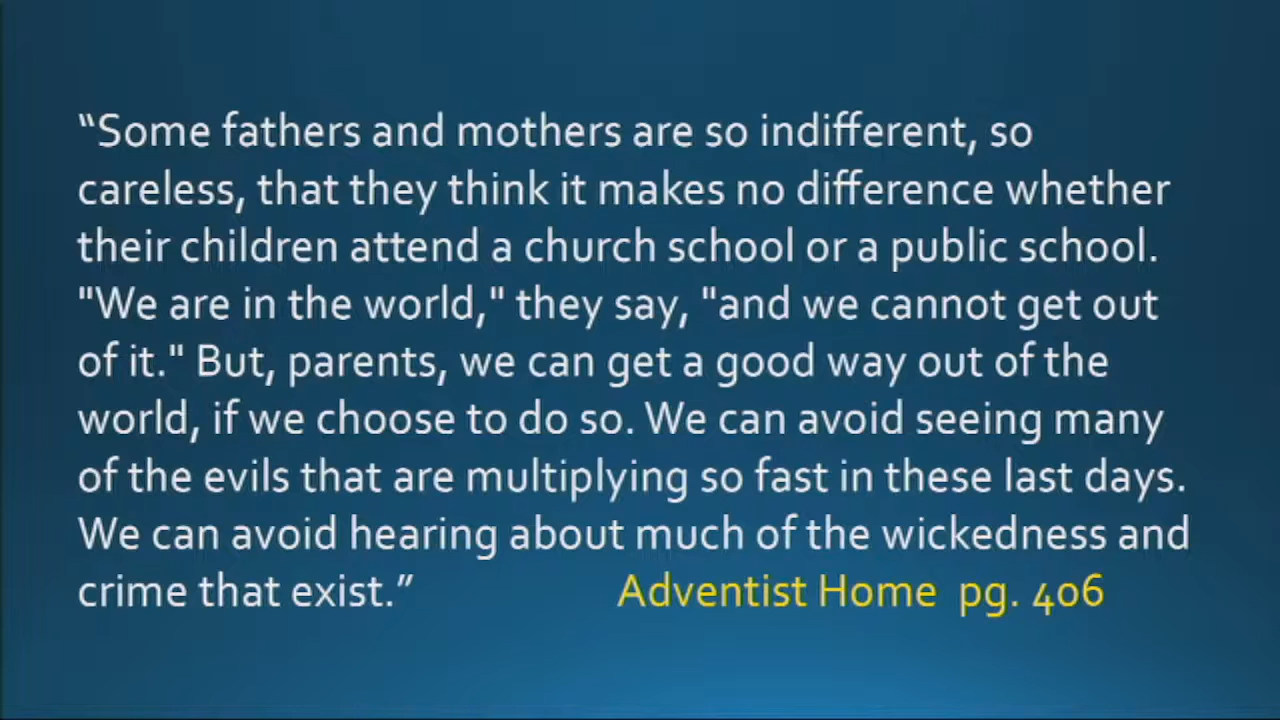 “Some fathers and mothers are so indifferent, so
careless, that they think it makes no difference whether
their children attend a church school or a public school.
"We are in the world," they say, "and we cannot get out
of it." But, parents, we can get a good way out of the
world, if we choose to do so. We can avoid seeing many
of the evils that are multiplying so fast in these last days.
We can avoid hearing about much of the wickedness and
crime that exist.” Adventist Home pg. 406